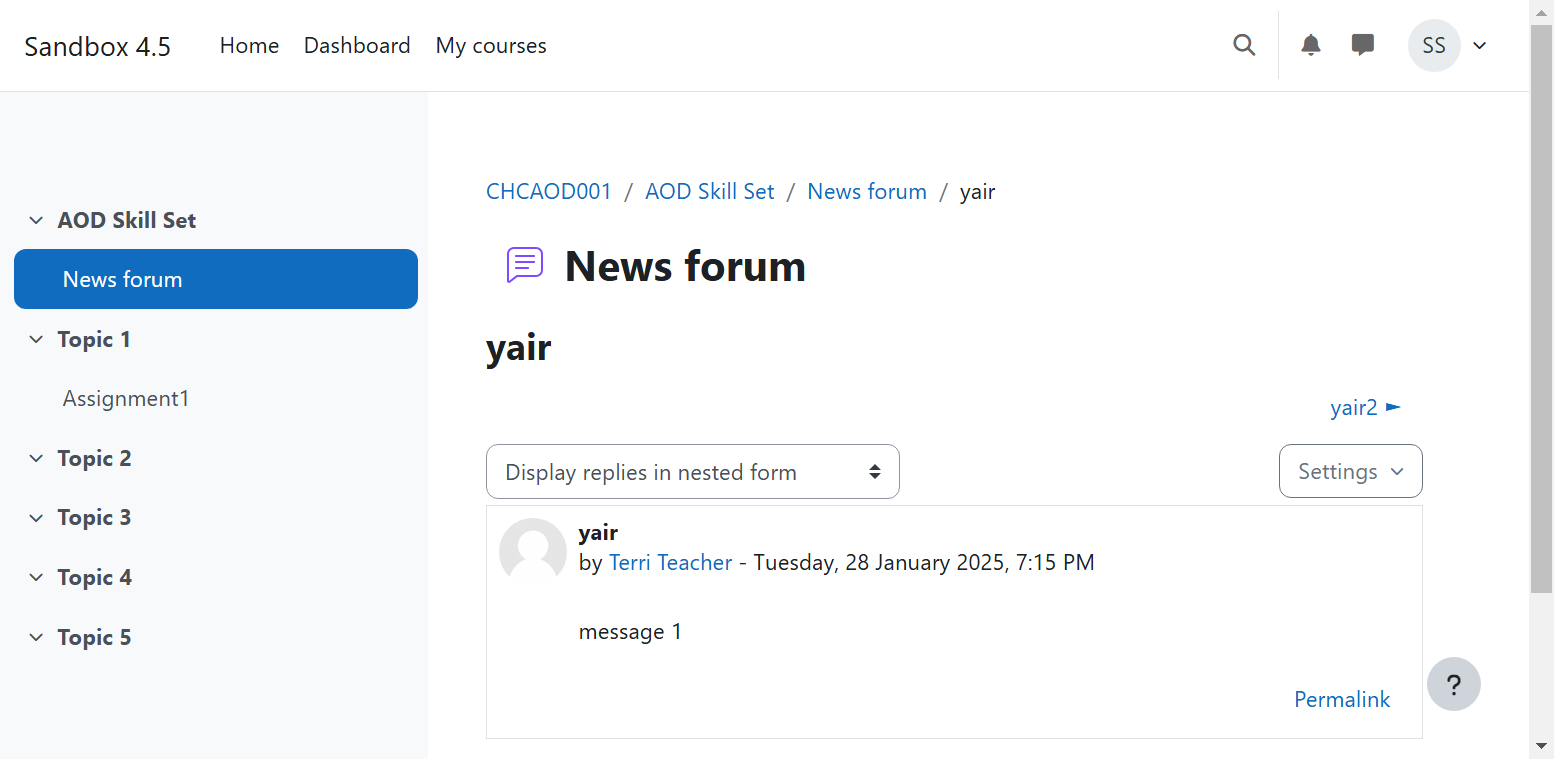 Sandbox 4.5 Home Dashboard My courses SS
AOD Skill Set
News forum
Topic 1
Assignment1
Topic 2
Topic 3
Topic 4
Topic 5
CHCAOD001 / AOD Skill Set / News forum / yair
News forum
yair
yair2 ►
Display replies in nested form
Settings
yair
by Terri Teacher - Tuesday, 28 January 2025, 7:15 PM
message 1
Permalink
?